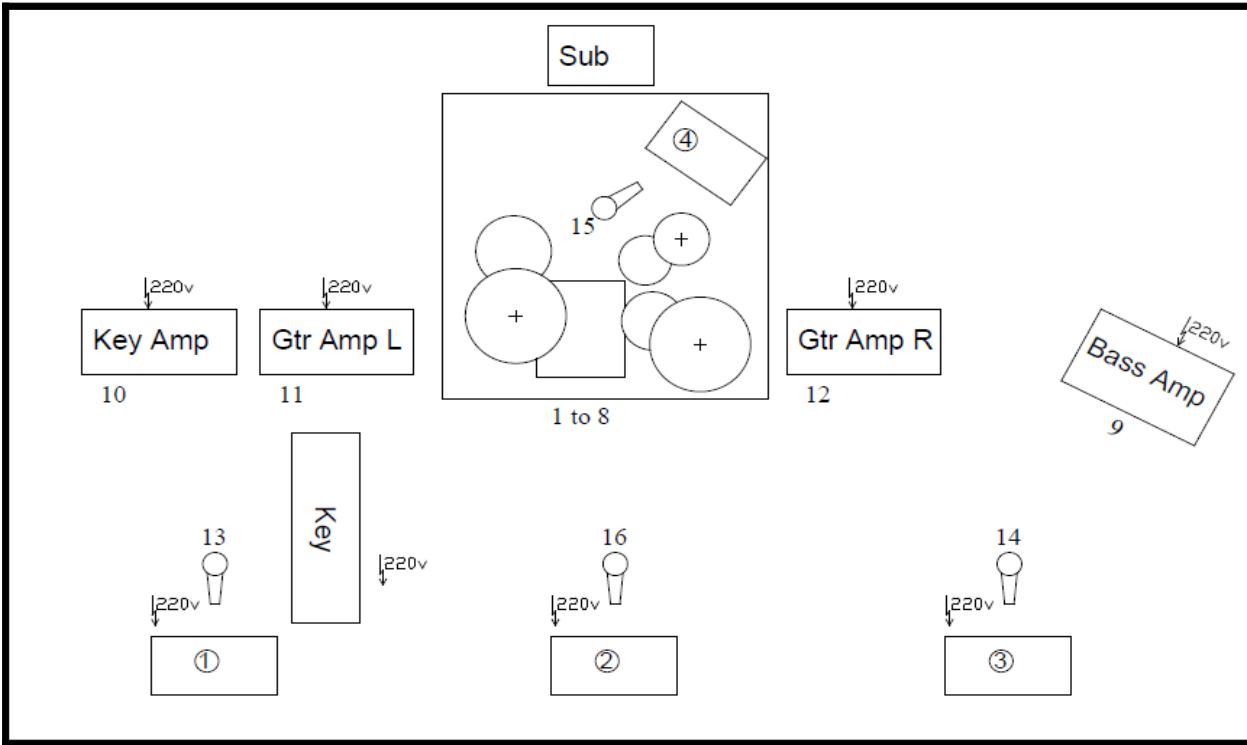 Sub
④
15
220v
220v
220v
220v
Key Amp
Gtr Amp L
Gtr Amp R
Bass Amp
10
11
1 to 8
12
9
Key
13
16
14
220v
220v
220v
220v
①
②
③